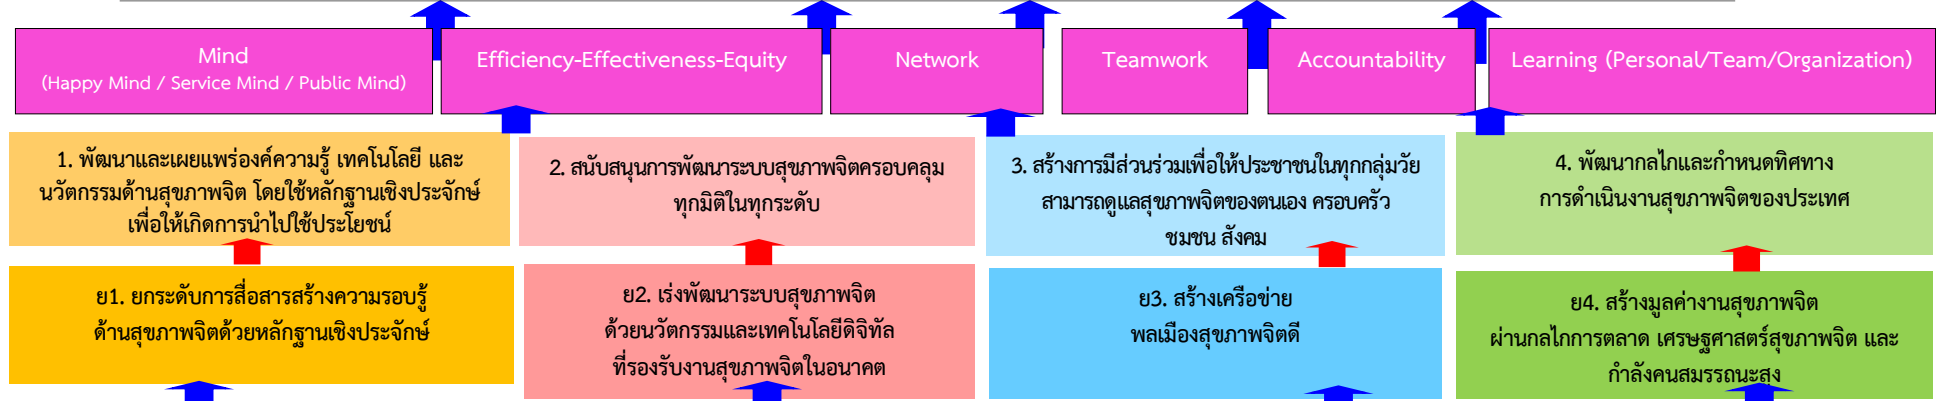 Mind
(Happy Mind / Service Mind / Public Mind)
Efficiency-Effectiveness-Equity
Network
Teamwork
Accountability
Learning (Personal/Team/Organization)
1. พัฒนาและเผยแพร่องค์ความรู้ เทคโนโลยี และ
นวัตกรรมด้านสุขภาพจิต โดยใช้หลักฐานเชิงประจักษ์
เพื่อให้เกิดการนำไปใช้ประโยชน์
2. สนับสนุนการพัฒนาระบบสุขภาพจิตครอบคลุม
ทุกมิติในทุกระดับ
3. สร้างการมีส่วนร่วมเพื่อให้ประชาชนในทุกกลุ่มวัย
สามารถดูแลสุขภาพจิตของตนเอง ครอบครัว
ชุมชน สังคม
4. พัฒนากลไกและกำหนดทิศทาง
การดำเนินงานสุขภาพจิตของประเทศ
ย1. ยกระดับการสื่อสารสร้างความรอบรู้
ด้านสุขภาพจิตด้วยหลักฐานเชิงประจักษ์
ย2. เร่งพัฒนาระบบสุขภาพจิต
ด้วยนวัตกรรมและเทคโนโลยีดิจิทัล
ที่รองรับงานสุขภาพจิตในอนาคต
ย3. สร้างเครือข่าย
พลเมืองสุขภาพจิตดี
ย4. สร้างมูลค่างานสุขภาพจิต
ผ่านกลไกการตลาด เศรษฐศาสตร์สุขภาพจิต และ
กำลังคนสมรรถนะสูง